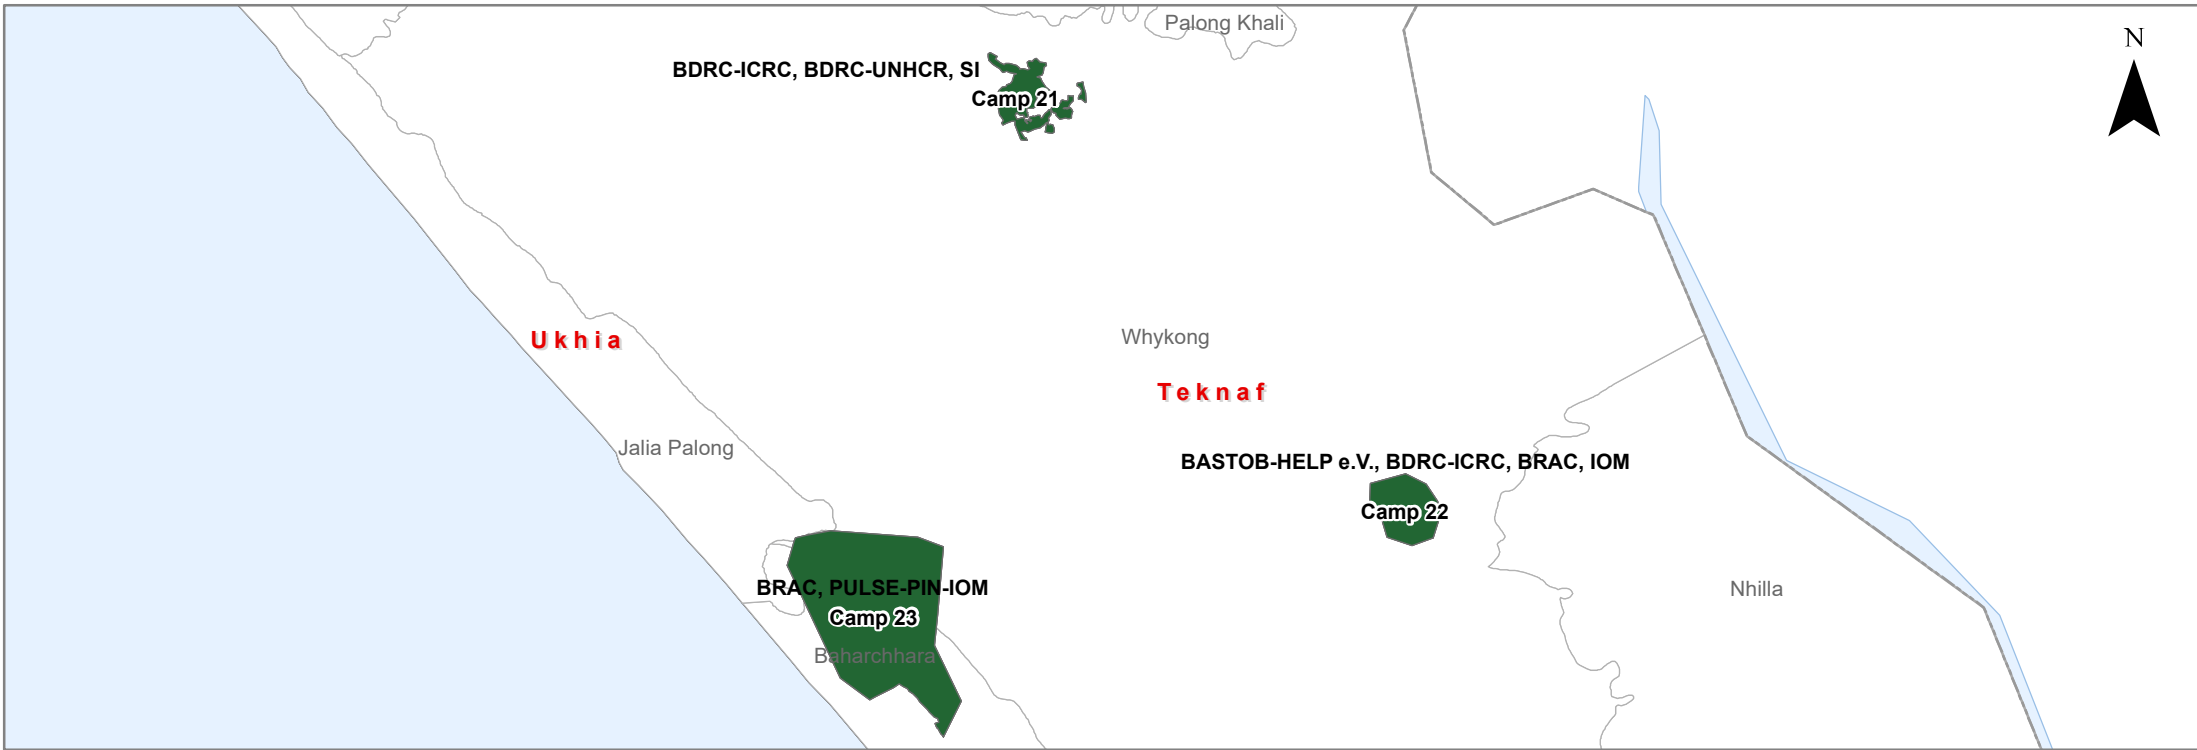 Palong Khali
N
BDRC-ICRC, BDRC-UNHCR, SI
Camp 21
Ukhia
Whykong
Teknaf
Jalia Palong
BASTOB-HELP e.V., BDRC-ICRC, BRAC, IOM
Camp 22
BRAC, PULSE-PIN-IOM
Nhilla
Camp 23
Baharchhara